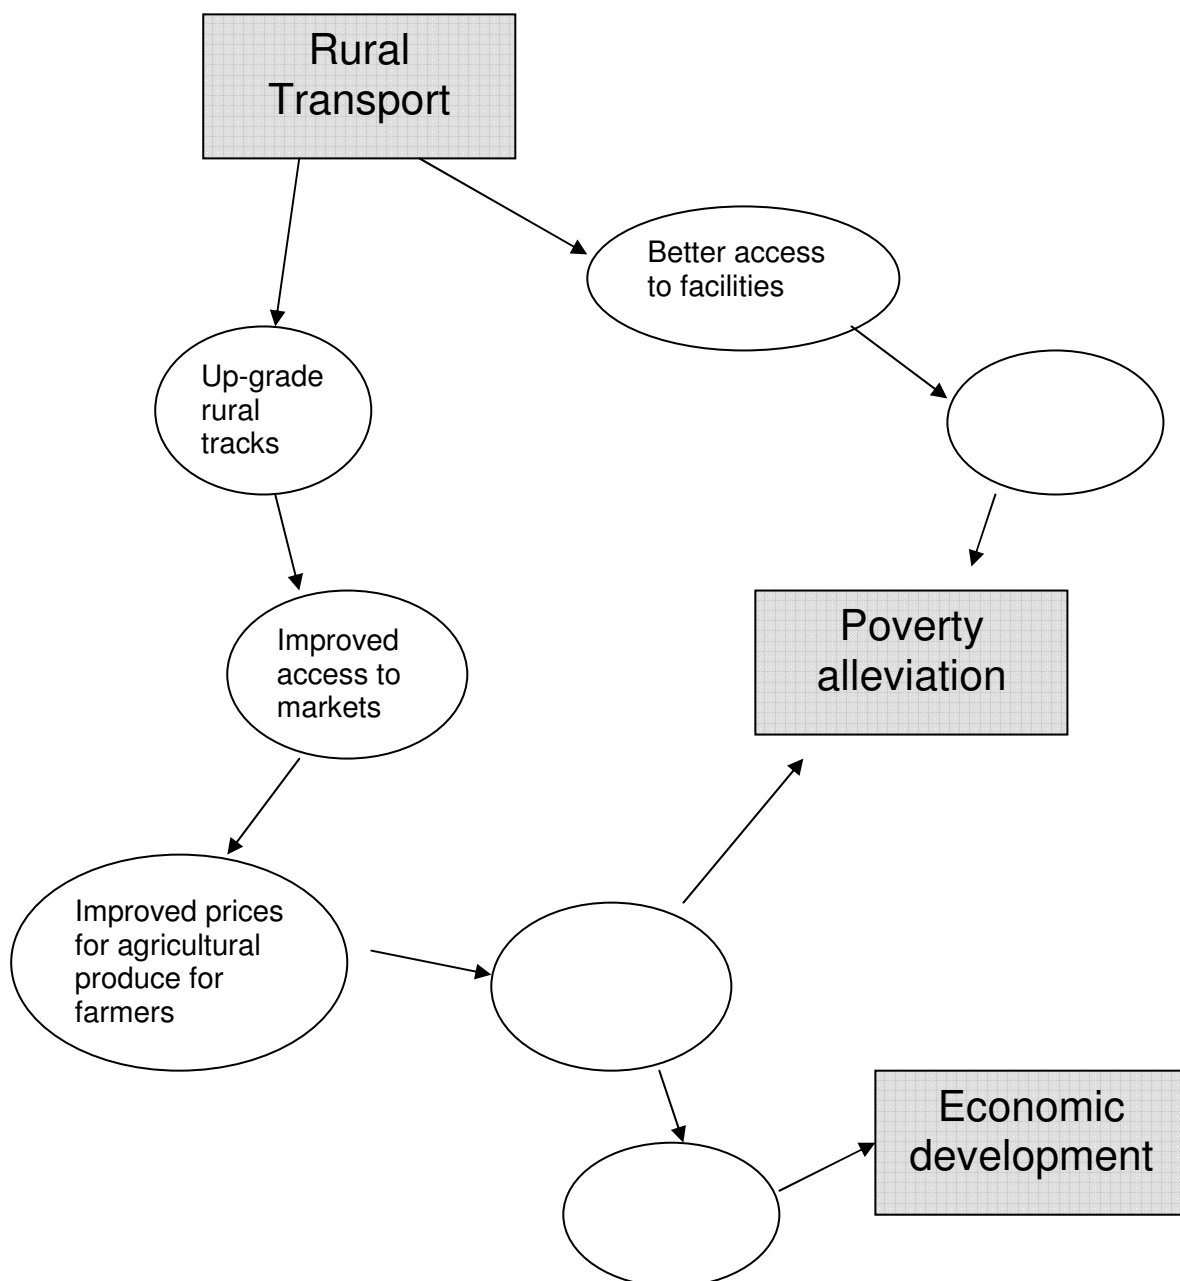 Rural
Transport
Better access
to facilities
Up-grade
rural
tracks
Improved
access to
markets
Poverty
alleviation
Improved prices
for agricultural
produce for
farmers
Economic
development